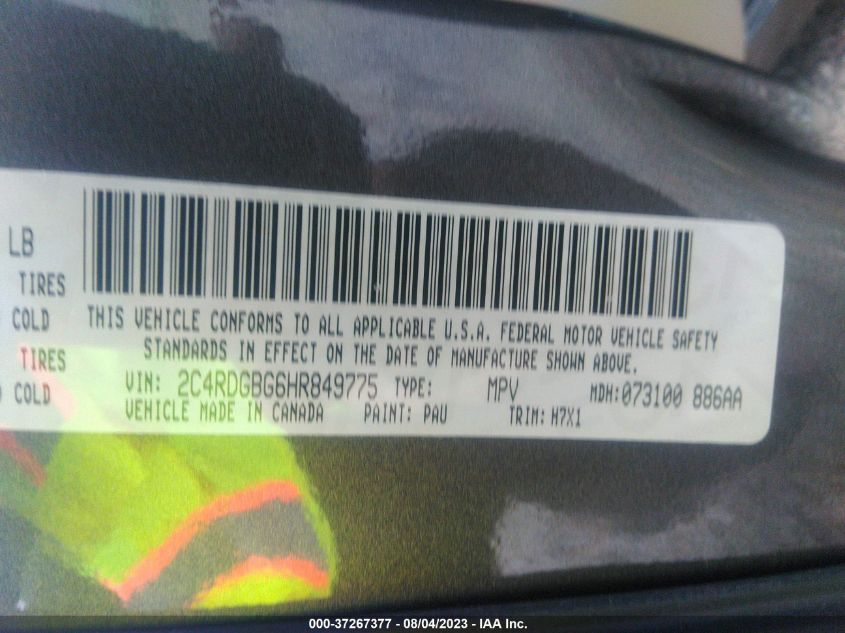 LB
TIRES
COLD
THIS VEHICLE CONFORMS TO ALL APPLICABLE U.S.A. FEDERAL MOTOR VEHICLE SAFETY
STANDARDS IN EFFECT ON THE DATE OF MANUFACTURE SHOWN ABOVE.
TIRES
COLD
VIN: 2C4RDGBG6HR849775 TYPE: MPV MDH:073100 886AA
VEHICLE MADE IN CANADA PAINT: PAU TRIM: H7X1
000-37267377 - 08/04/2023 - IAA Inc.